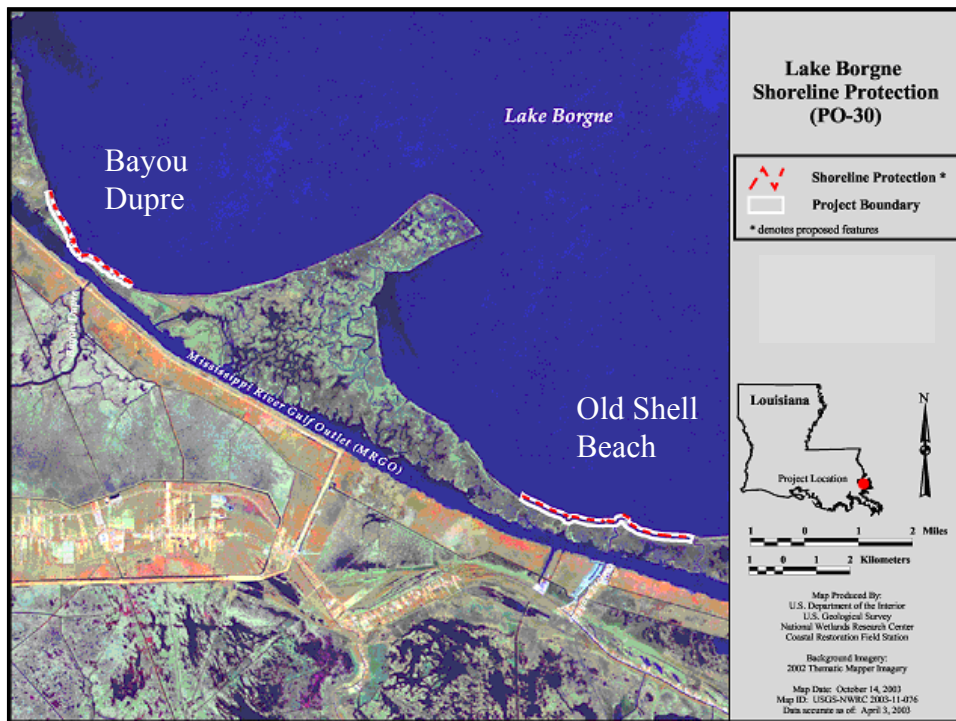 Lake Borgne
Bayou
Dupre
Bayou Dupre
Mississippi River Gulf Outlet (MRGO)
Old Shell
Beach
Lake Borgne
Shoreline Protection
(PO-30)
Shoreline Protection *
Project Boundary
* denotes proposed features
Louisiana
N
Project Location
1 0 1 2 Miles
1 0 1 2 Kilometers
Map Produced By:
U.S. Department of the Interior
U.S. Geological Survey
National Wetlands Research Center
Coastal Restoration Field Station
Background Imagery:
2002 Thematic Mapper Imagery
Map Date: October 14, 2003
Map ID: USGS-NWRC 2003-11-076
Data accurate as of: April 3, 2003